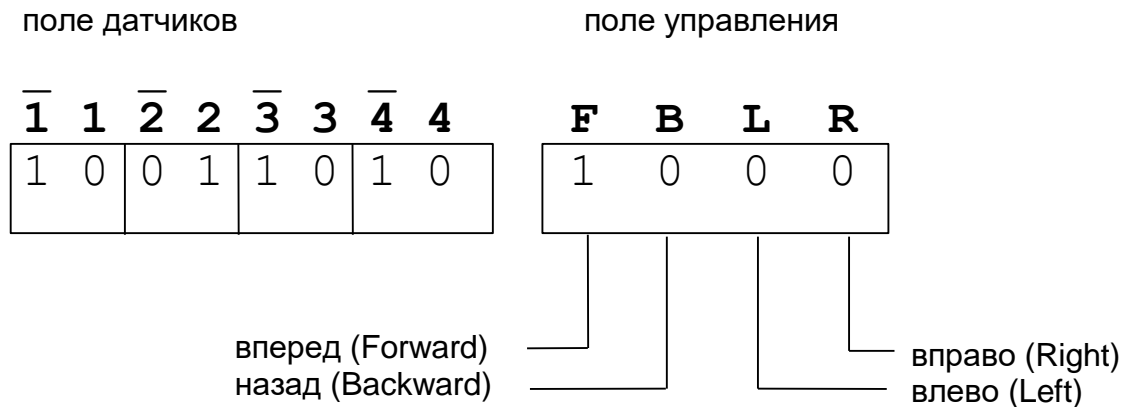 поле датчиков поле управления
1̅ 1 2̅ 2 3̅ 3 4̅ 4 F B L R
1 0 0 1 1 0 1 0 1 0 0 0
вперед (Forward) вправо (Right)
назад (Backward) влево (Left)